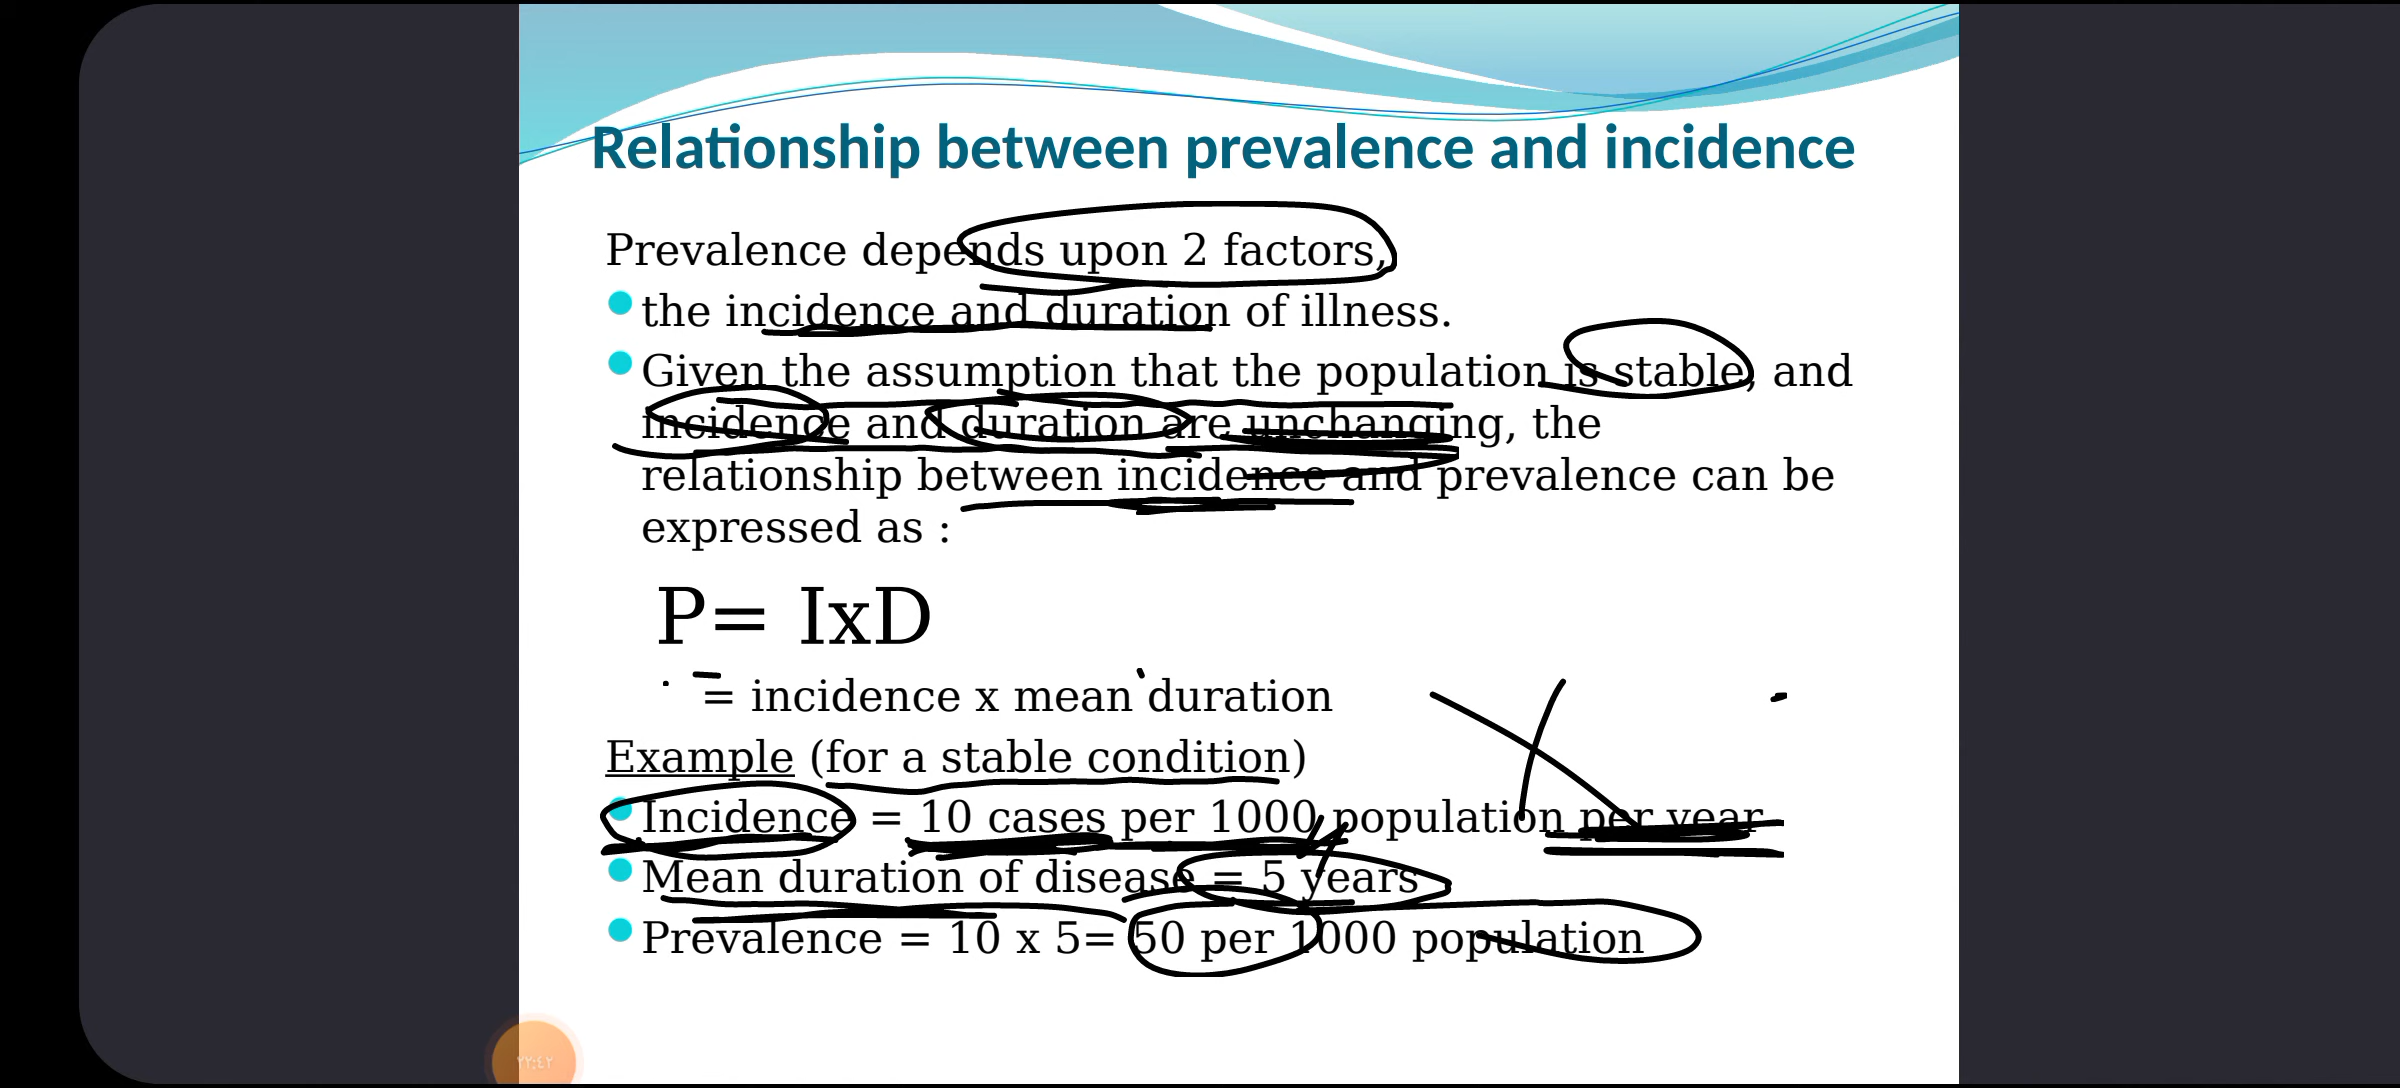 Relationship between prevalence and incidence
Prevalence depends upon 2 factors,
the incidence and duration of illness.
Given the assumption that the population is stable, and
incidence and duration are unchanging, the
relationship between incidence and prevalence can be
expressed as :
P= IxD
= incidence x mean duration
Example (for a stable condition)
Incidence = 10 cases per 1000 population per year
Mean duration of disease = 5 years
Prevalence = 10 x 5= 50 per 1000 population
٢٢:٤٢